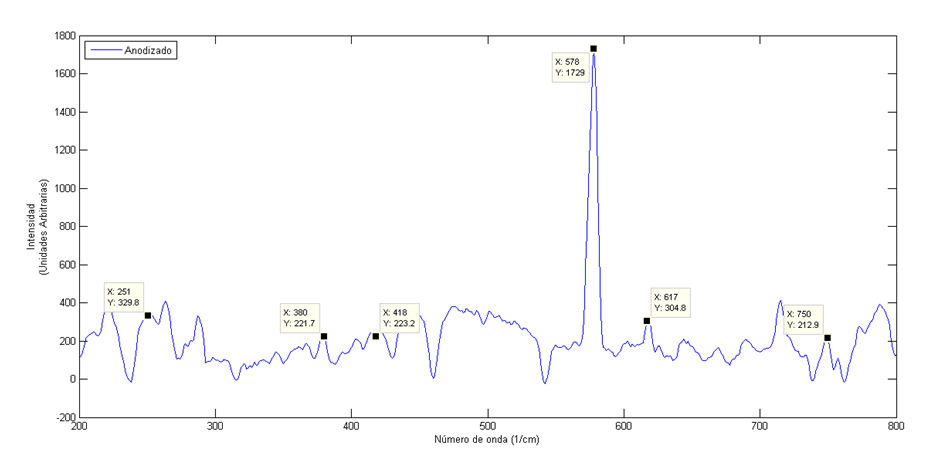 1800
1600
1400
1200
1000
800
600
400
200
0
-200
Anodizado
X: 578
Y: 1729
X: 251
Y: 329.8
X: 380
Y: 221.7
X: 418
Y: 223.2
X: 617
Y: 304.8
X: 750
Y: 212.9
200 300 400 500 600 700 800
Número de onda (1/cm)
Intensidad
(Unidades Arbitrarias)